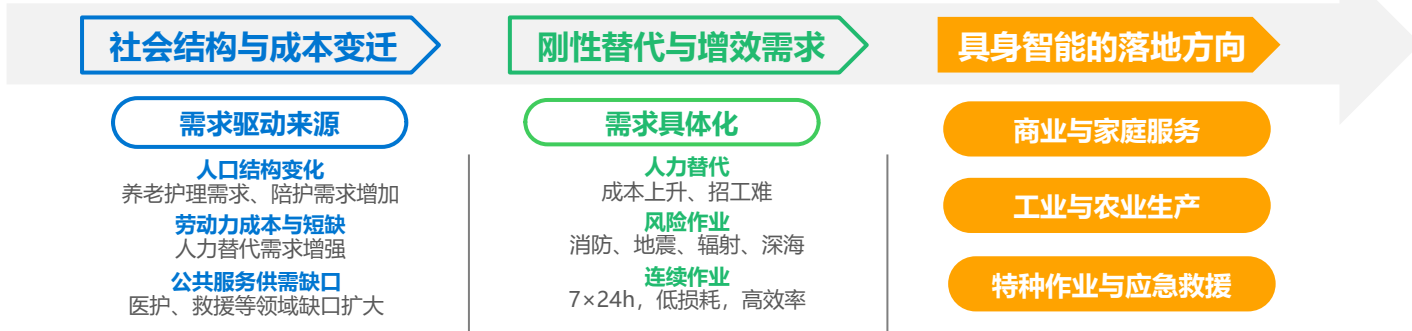 社会结构与成本变迁
刚性替代与增效需求
具身智能的落地方向
需求驱动来源
人口结构变化
养老护理需求、陪护需求增加
劳动力成本与短缺
人力替代需求增强
公共服务供需缺口
医护、救援等领域缺口扩大
需求具体化
人力替代
成本上升、招工难
风险作业
消防、地震、辐射、深海
连续作业
7×24h，低损耗，高效率
商业与家庭服务
工业与农业生产
特种作业与应急救援